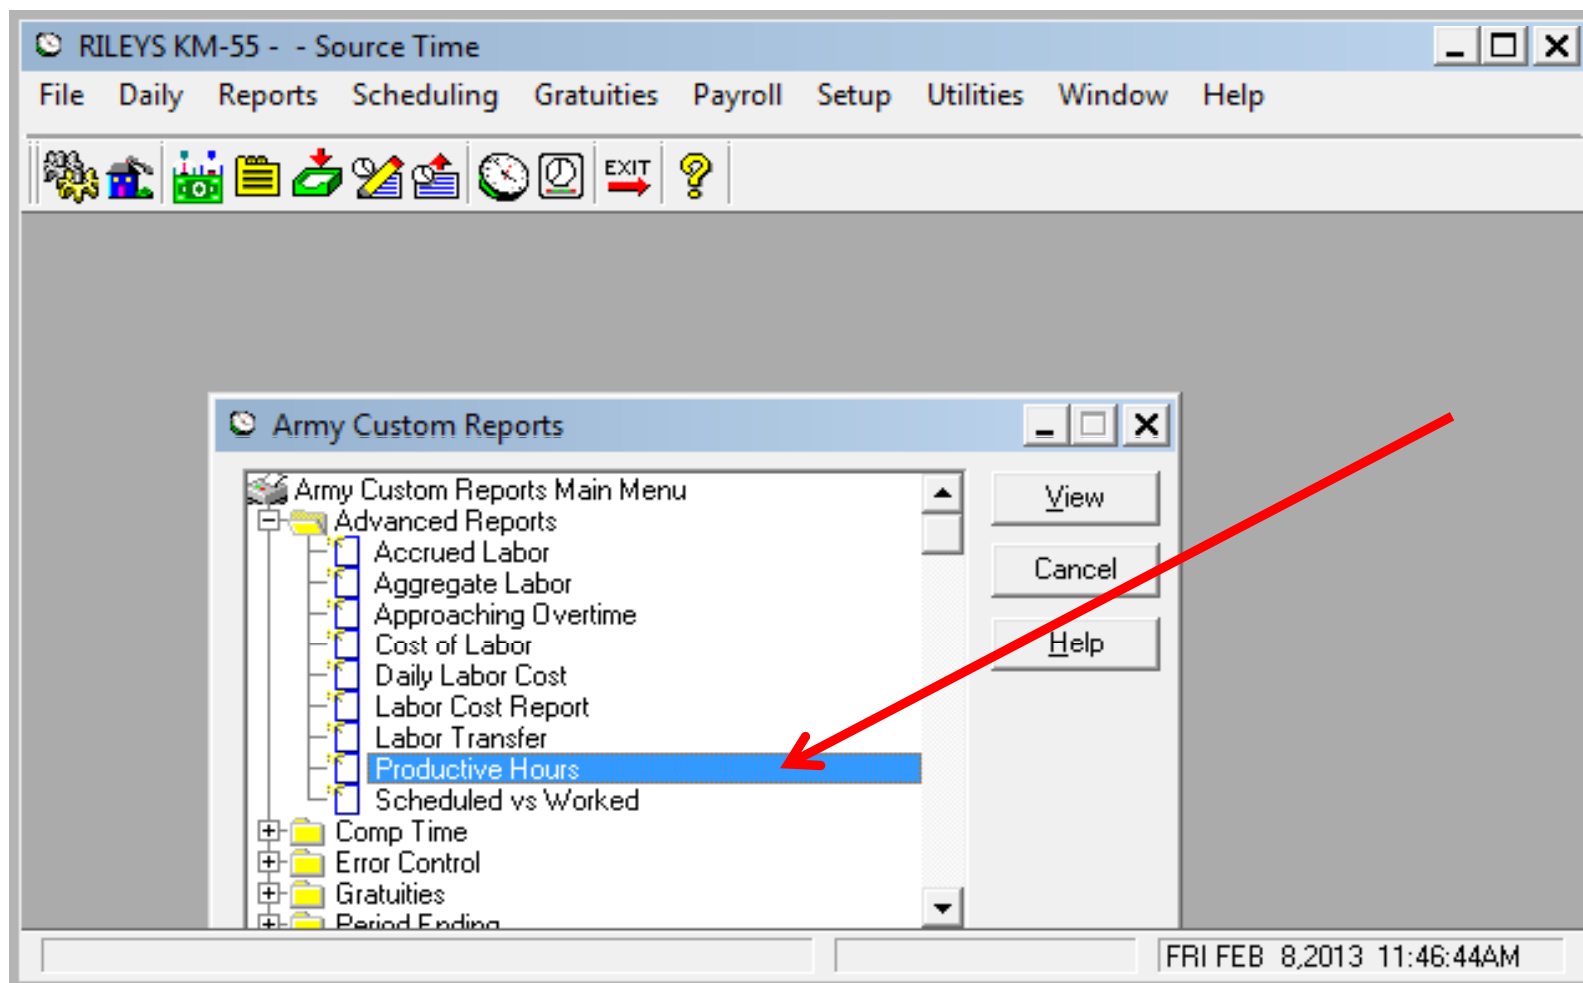 RILEYS KM-55 -  - Source Time
File Daily Reports Scheduling Gratuities Payroll Setup Utilities Window Help
EXIT
Army Custom Reports
Army Custom Reports Main Menu
Advanced Reports
Accrued Labor
Aggregate Labor
Approaching Overtime
Cost of Labor
Daily Labor Cost
Labor Cost Report
Labor Transfer
Productive Hours
Scheduled vs Worked
Comp Time
Error Control
Gratuities
Period Ending
View
Cancel
Help
FRI FEB  8,2013  11:46:44AM